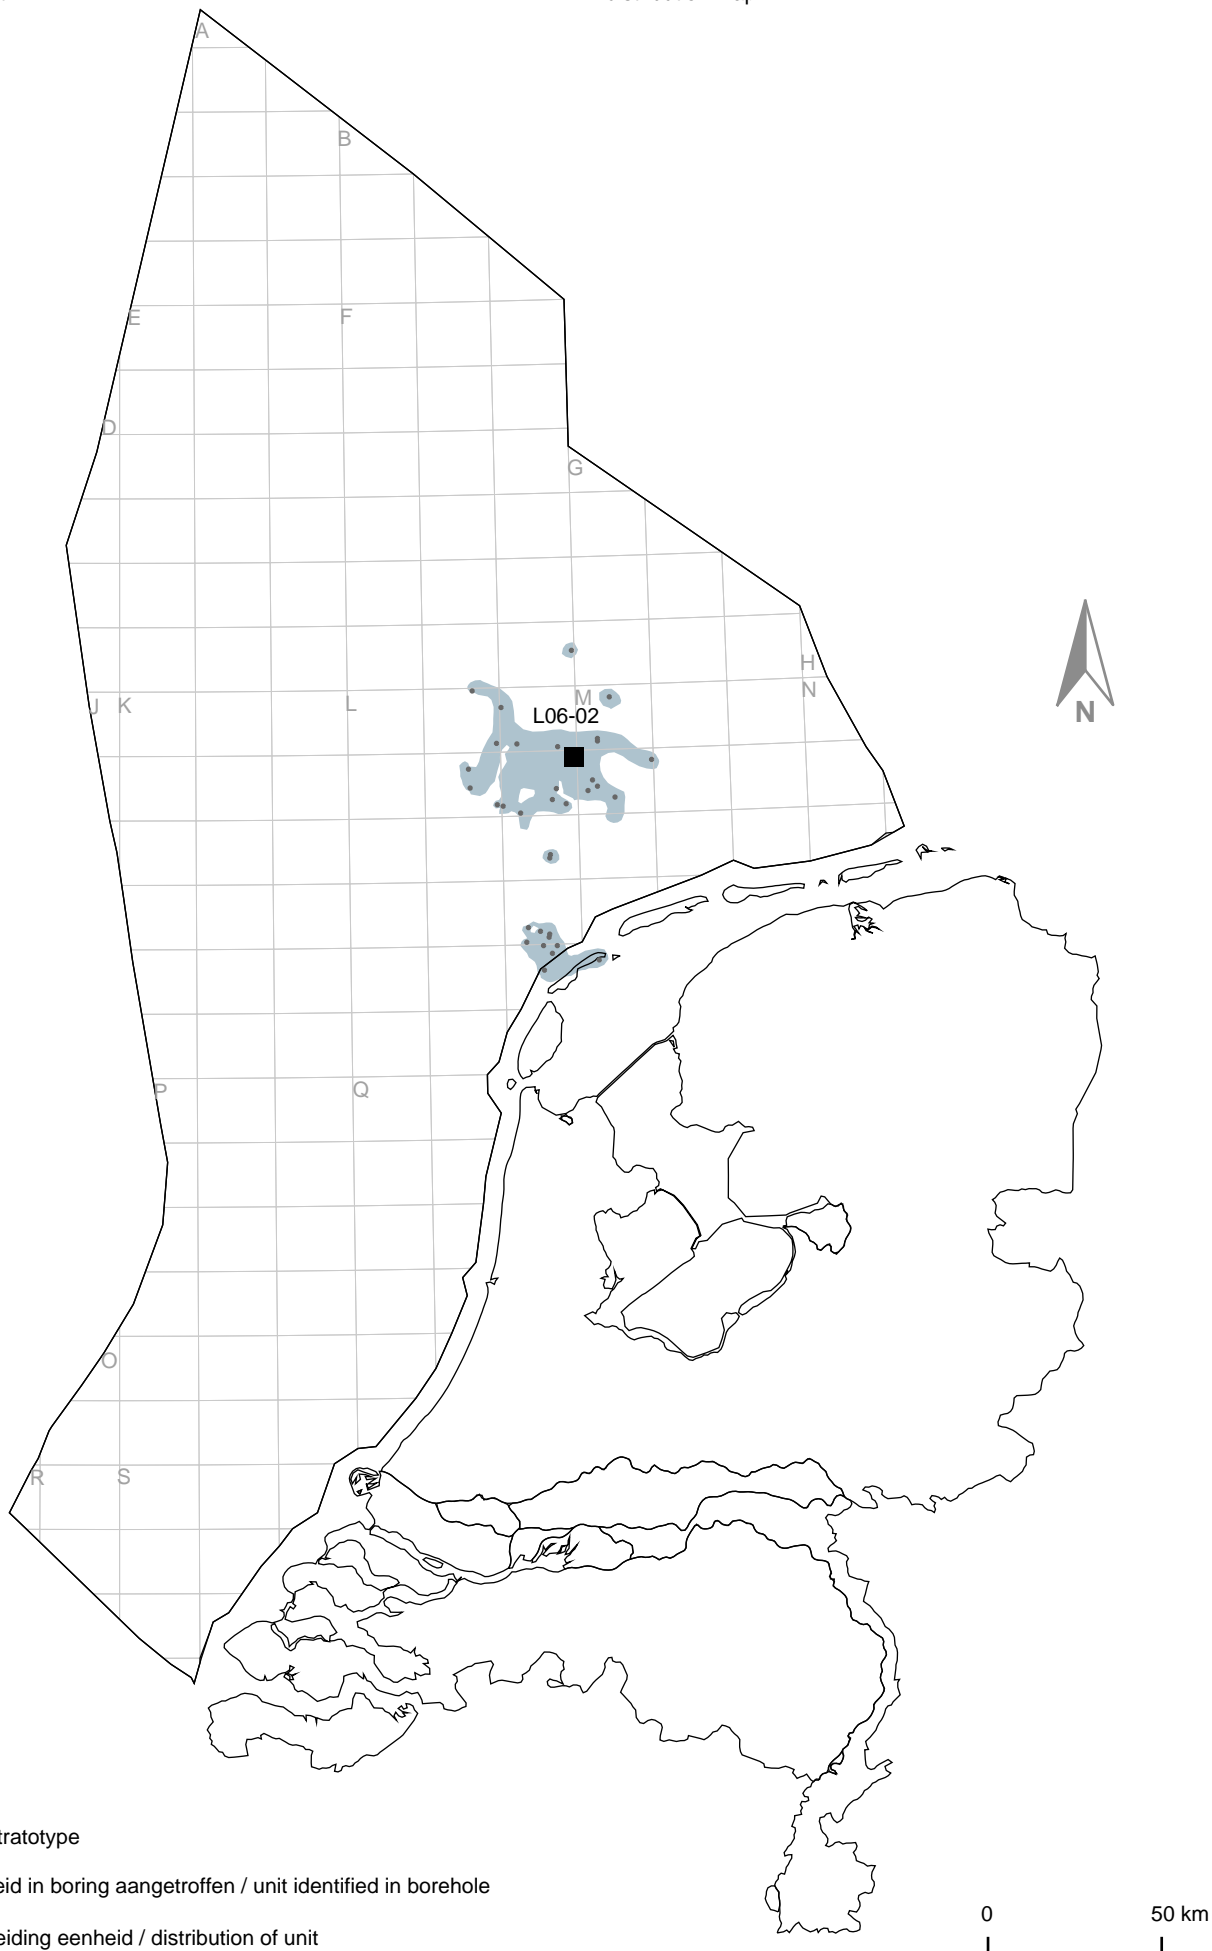 A
B
E
F
D
G
H
N
J
K
L
M
L06-02
N
P
Q
O
R
S
tratotype
eid in boring aangetroffen / unit identified in borehole
0
50 km
eiding eenheid / distribution of unit